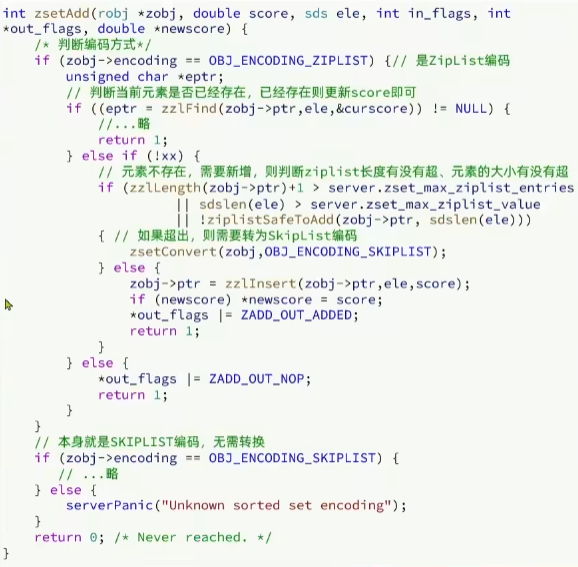 int zsetAdd(robj *zobj, double score, sds ele, int in_flags, int
*out_flags, double *newscore) {
    /* 判断编码方式*/
    if (zobj->encoding == OBJ_ENCODING_ZIPLIST) {// 是ZipList编码
        unsigned char *eptr;
        // 判断当前元素是否已经存在，已经存在则更新score即可
        if ((eptr = zzlFind(zobj->ptr,ele,&curscore)) != NULL) {
            //...略
            return 1;
        } else if (!xx) {
            // 元素不存在，需要新增，则判断ziplist长度有没有超、元素的大小有没有超
            if (zzlLength(zobj->ptr)+1 > server.zset_max_ziplist_entries
                    || sdslen(ele) > server.zset_max_ziplist_value
                    || !ziplistSafeToAdd(zobj->ptr, sdslen(ele)))
            { // 如果超出，则需要转为SkipList编码
                zsetConvert(zobj,OBJ_ENCODING_SKIPLIST);
            } else {
                zobj->ptr = zzlInsert(zobj->ptr,ele,score);
                if (newscore) *newscore = score;
                *out_flags |= ZADD_OUT_ADDED;
                return 1;
            }
        } else {
            *out_flags |= ZADD_OUT_NOP;
            return 1;
        }
    }
    // 本身就是SKIPLIST编码，无需转换
    if (zobj->encoding == OBJ_ENCODING_SKIPLIST) {
       // ...略
    } else {
        serverPanic("Unknown sorted set encoding");
    }
    return 0; /* Never reached. */
}